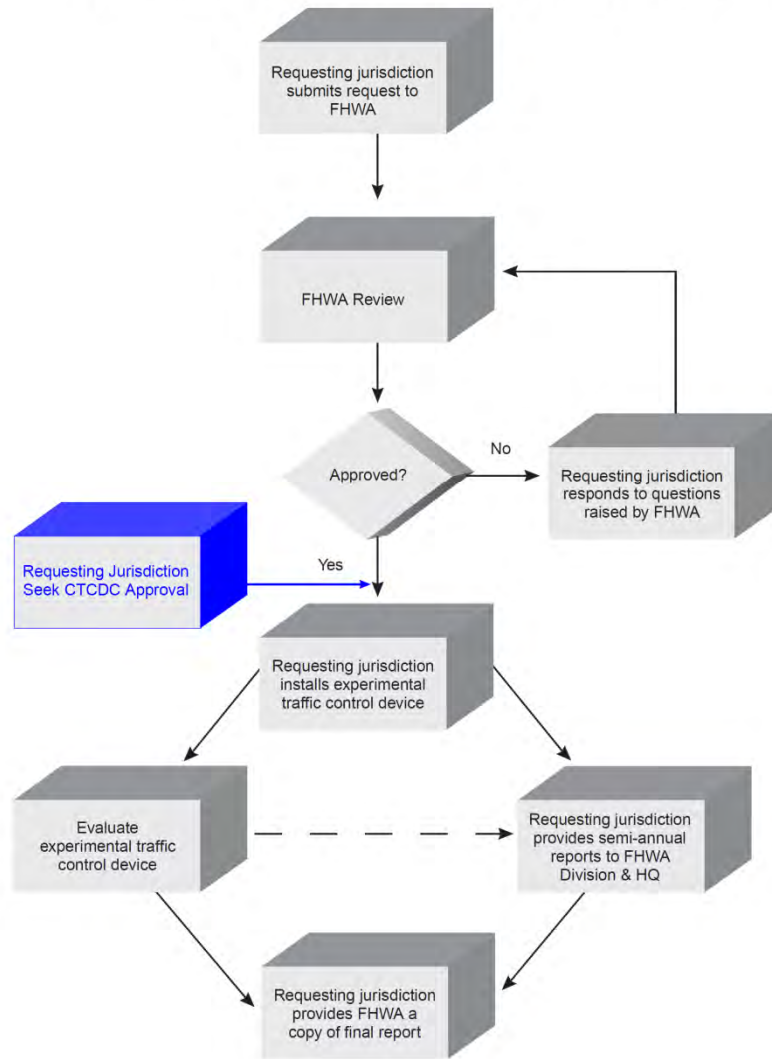 Requesting jurisdiction
submits request to
FHWA
FHWA Review
Approved?
No
Requesting jurisdiction
responds to questions
raised by FHWA
Requesting Jurisdiction
Seek CTCDC Approval
Yes
Requesting jurisdiction
installs experimental
traffic control device
Evaluate
experimental traffic
control device
Requesting jurisdiction
provides semi-annual
reports to FHWA
Division & HQ
Requesting jurisdiction
provides FHWA a
copy of final report